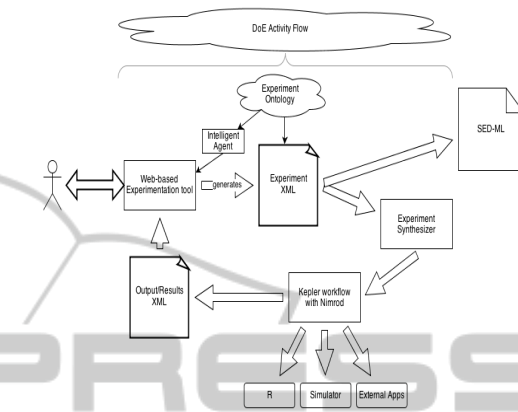 DoE Activity Flow
Experiment
Ontology
SED-ML
Intelligent
Agent
Web-based
Experimentation tool
generates
Experiment
XML
Experiment
Synthesizer
Output/Results
XML
Kepler workflow
with Nimrod
R
Simulator
External Apps
PRESS